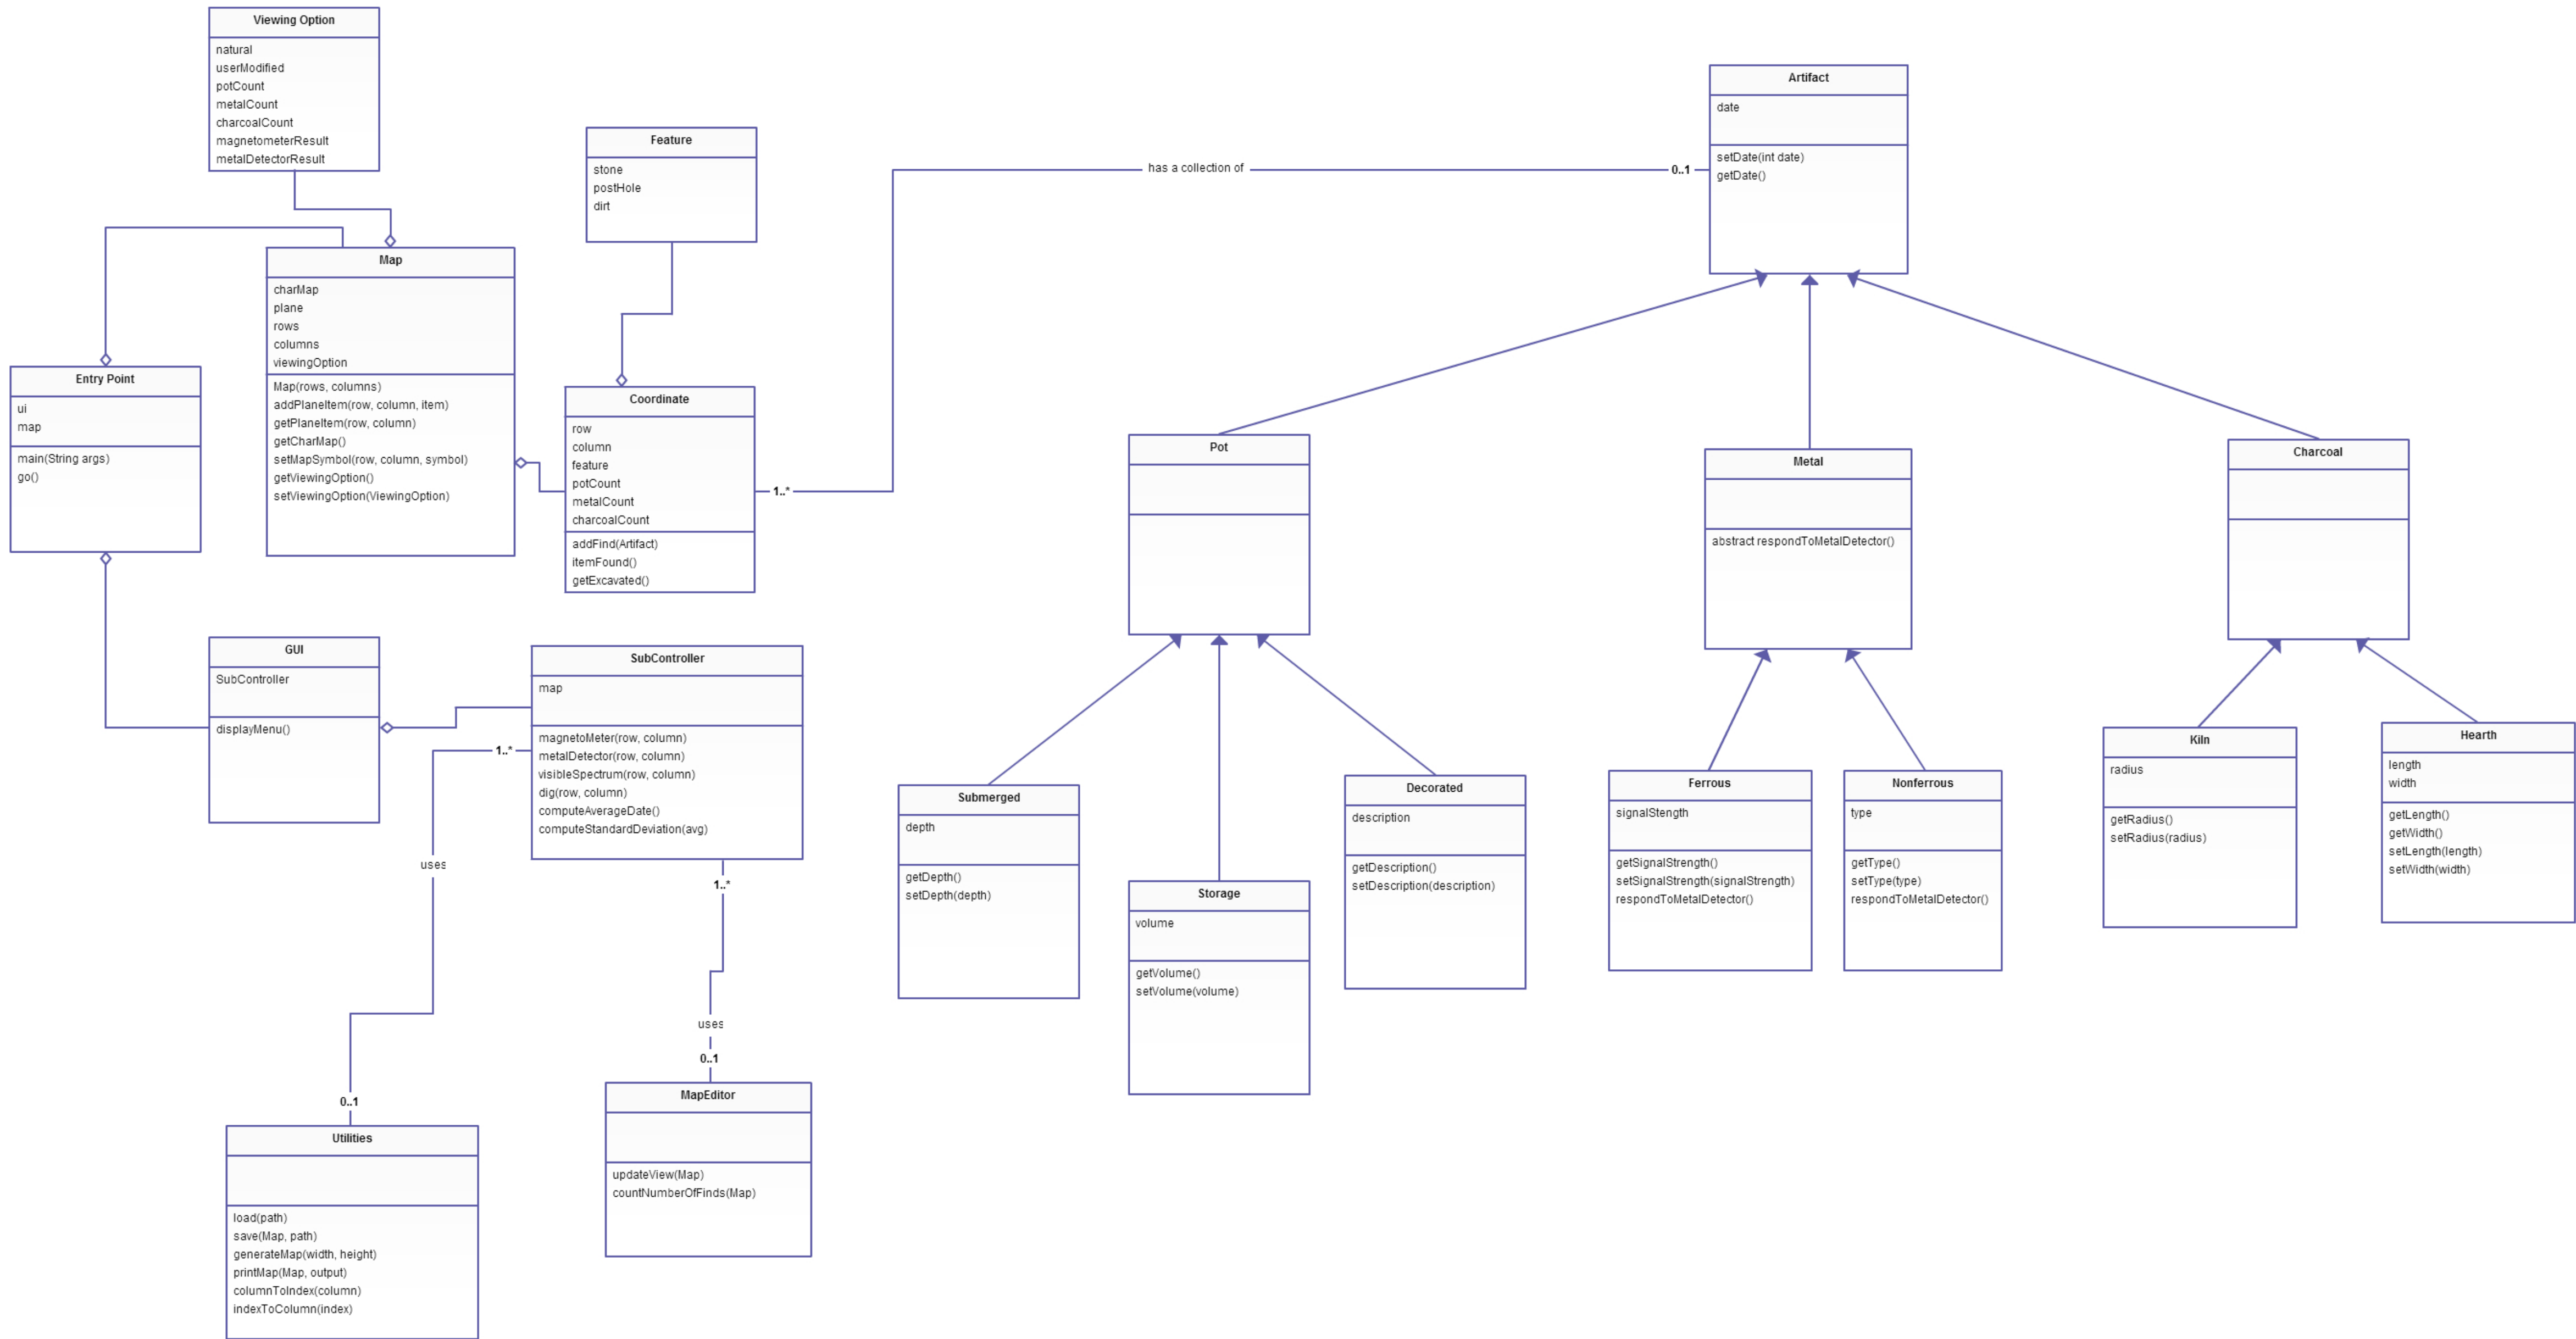 Viewing Option
natural
userModified
potCount
metalCount
charcoalCount
magnetometerResult
metalDetectorResult
Feature
stone
postHole
dirt
Artifact
date
setDate(int date)
getDate()
has a collection of
0..1
1..*
Map
charMap
plane
rows
columns
viewingOption
Map(rows, columns)
addPlaneItem(row, column, item)
getPlaneItem(row, column)
getCharMap()
setMapSymbol(row, column, symbol)
getViewingOption()
setViewingOption(ViewingOption)
Entry Point
ui
map
main(String args)
go()
Coordinate
row
column
feature
potCount
metalCount
charcoalCount
addFind(Artifact)
itemFound()
getExcavated()
Pot
Metal
abstract respondToMetalDetector()
Charcoal
GUI
SubController
displayMenu()
SubController
map
magnetoMeter(row, column)
metalDetector(row, column)
visibleSpectrum(row, column)
dig(row, column)
computeAverageDate()
computeStandardDeviation(avg)
1..*
uses
0..1
1..*
uses
0..1
Submerged
depth
getDepth()
setDepth(depth)
Storage
volume
getVolume()
setVolume(volume)
Decorated
description
getDescription()
setDescription(description)
Ferrous
signalStength
getSignalStrength()
setSignalStrength(signalStrength)
respondToMetalDetector()
Nonferrous
type
getType()
setType(type)
respondToMetalDetector()
Kiln
radius
getRadius()
setRadius(radius)
Hearth
length
width
getLength()
getWidth()
setLength(length)
setWidth(width)
Utilities
load(path)
save(Map, path)
generateMap(width, height)
printMap(Map, output)
columnToIndex(column)
indexToColumn(index)
MapEditor
updateView(Map)
countNumberOfFinds(Map)